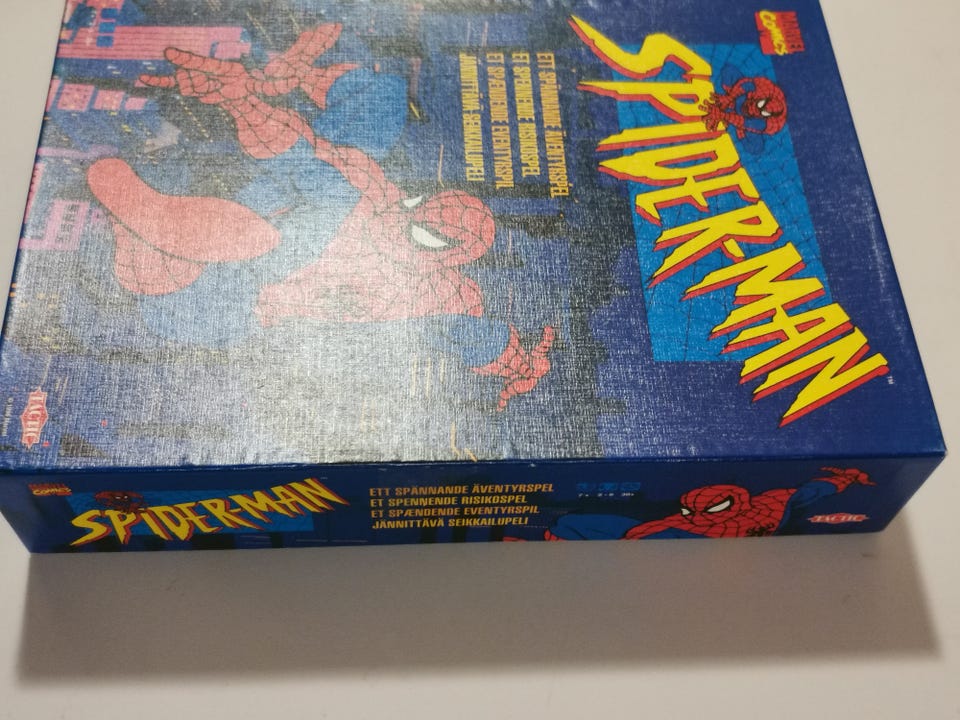 MARVEL
COMICS
SPIDER-MAN™
ETT SPÄNNANDE ÄVENTYRSPEL
ET SPENNENDE RISIKOSPEL
ET SPÆNDENDE EVENTYRSPIL
JÄNNITTÄVÄ SEIKKAILUPELI
TACTIC
MARVEL
COMICS
SPIDER-MAN
ETT SPÄNNANDE ÄVENTYRSPEL
ET SPENNENDE RISIKOSPEL
ET SPÆNDENDE EVENTYRSPIL
JÄNNITTÄVÄ SEIKKAILUPELI
TACTIC